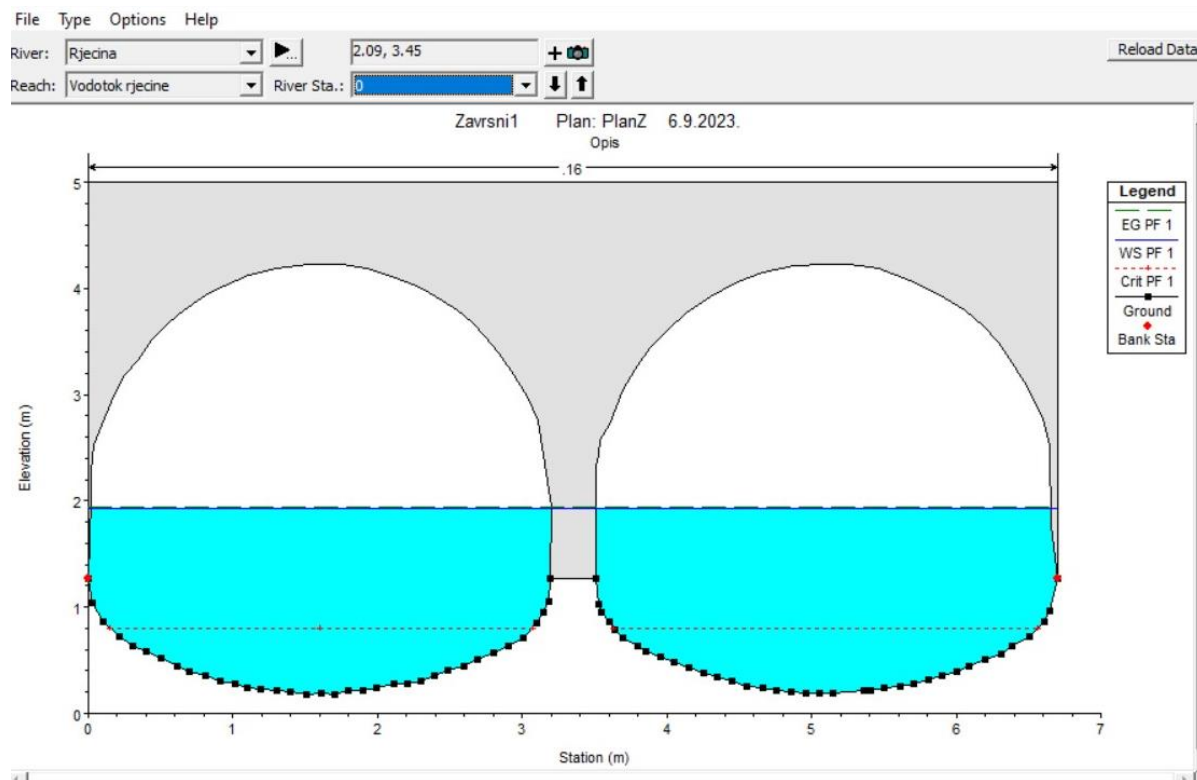 File Type Options Help
River: Rjecina 2.09, 3.45 Reload Data
Reach: Vodotok rjecine River Sta.: 0
Zavrsni1 Plan: PlanZ 6.9.2023.
Opis
.16
Legend
EG PF 1
WS PF 1
Crit PF 1
Ground
Bank Sta
5
4
3
2
1
0
Elevation (m)
0 1 2 3 4 5 6 7
Station (m)